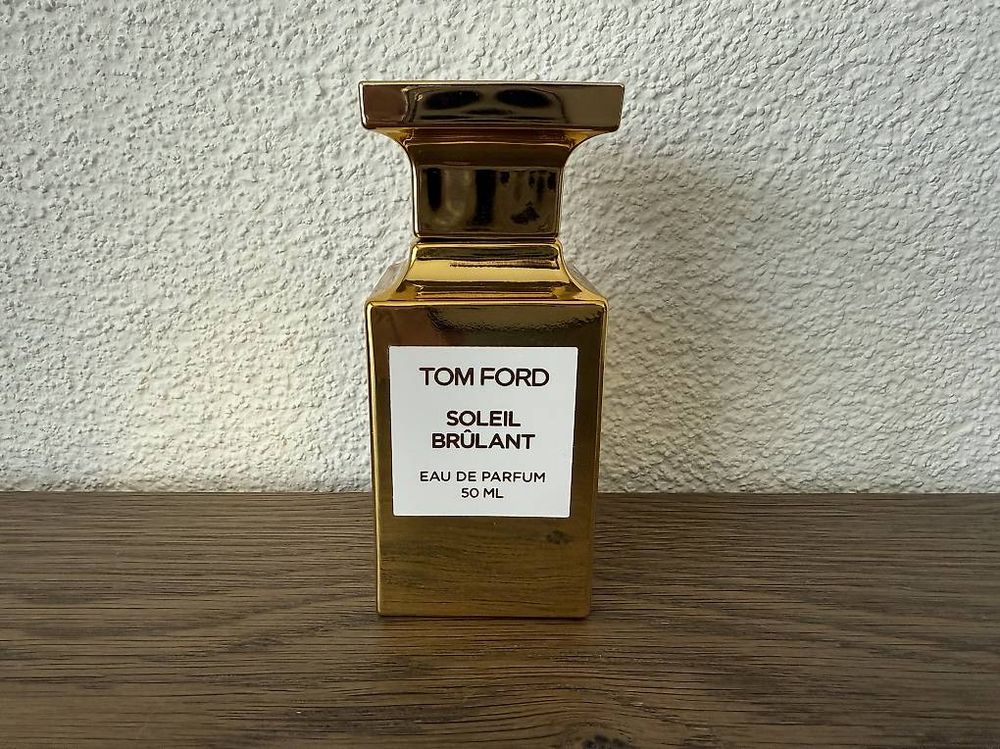 TOM FORD
SOLEIL
BRÛLANT
EAU DE PARFUM
50 ML